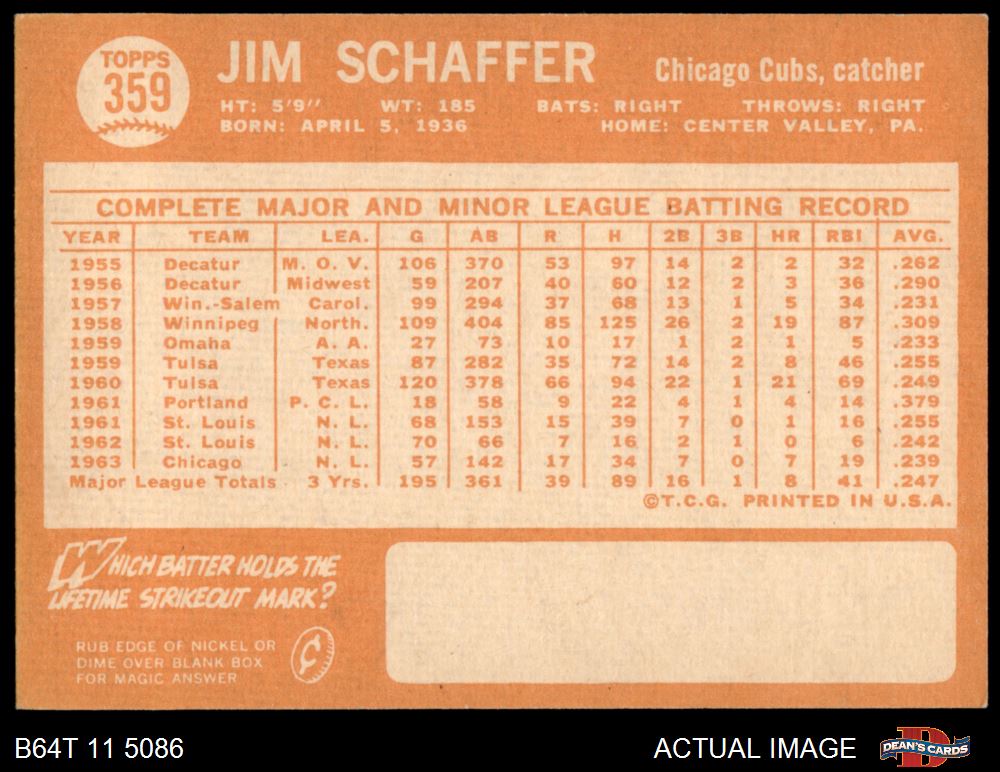 TOPPS
359
JIM SCHAFFER Chicago Cubs, catcher
HT: 5'9'' WT: 185 BATS: RIGHT THROWS: RIGHT
BORN: APRIL 5, 1936 HOME: CENTER VALLEY, PA.
COMPLETE MAJOR AND MINOR LEAGUE BATTING RECORD
YEAR TEAM LEA. G AB R H 2B 3B HR RBI AVG.
1955 Decatur M. O. V. 106 370 53 97 14 2 2 32 .262
1956 Decatur Midwest 59 207 40 60 12 2 3 36 .290
1957 Win.-Salem Carol. 99 294 37 68 13 1 5 34 .231
1958 Winnipeg North. 109 404 85 125 26 2 19 87 .309
1959 Omaha A. A. 27 73 10 17 1 2 1 5 .233
1959 Tulsa Texas 87 282 35 72 14 2 8 46 .255
1960 Tulsa Texas 120 378 66 94 22 1 21 69 .249
1961 Portland P. C. L. 18 58 9 22 4 1 4 14 .379
1961 St. Louis N. L. 68 153 15 39 7 0 1 16 .255
1962 St. Louis N. L. 70 66 7 16 2 1 0 6 .242
1963 Chicago N. L. 57 142 17 34 7 0 7 19 .239
Major League Totals 3 Yrs. 195 361 39 89 16 1 8 41 .247
©T.C.G. PRINTED IN U.S.A.
WHICH BATTER HOLDS THE
LIFETIME STRIKEOUT MARK?
RUB EDGE OF NICKEL OR
DIME OVER BLANK BOX
FOR MAGIC ANSWER
B64T 11 5086 ACTUAL IMAGE DEAN'S CARDS